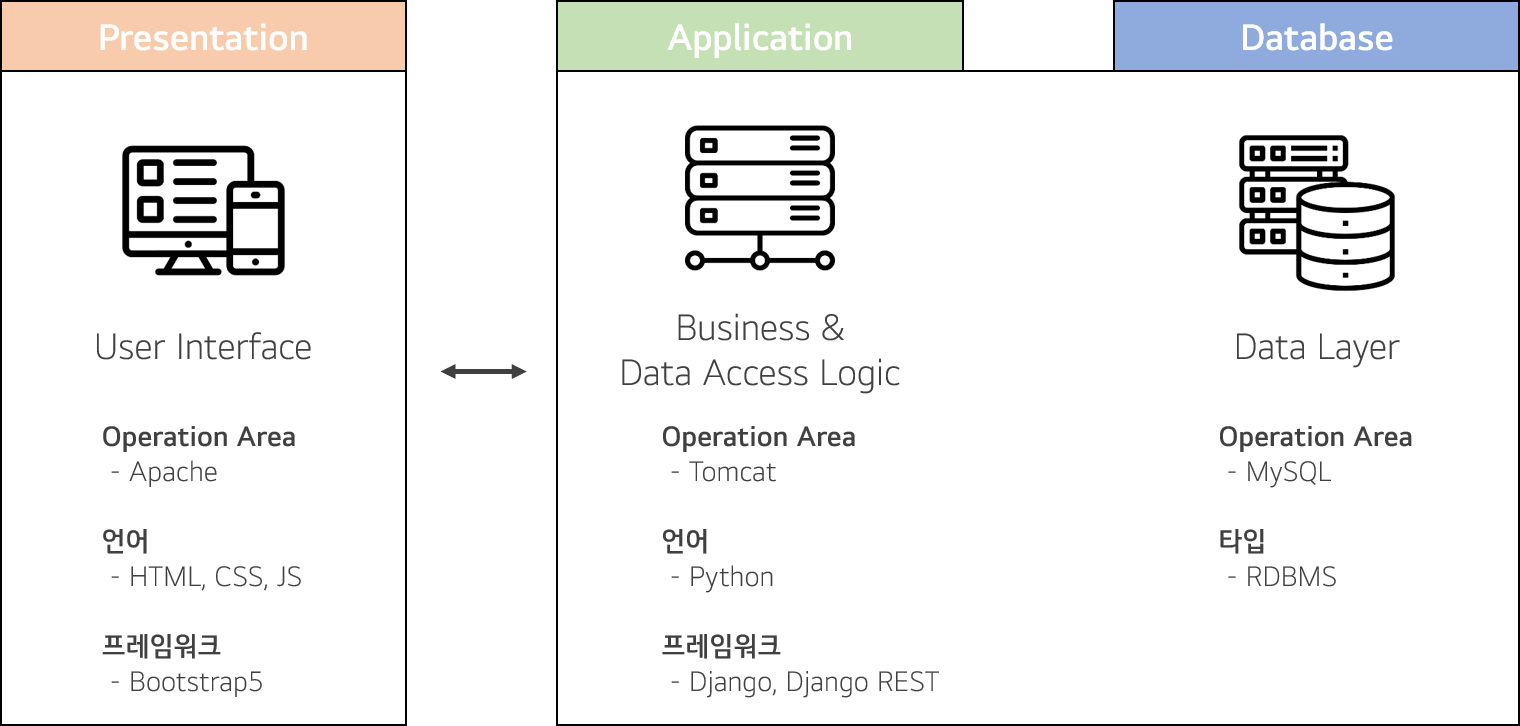 Presentation
User Interface
Operation Area
- Apache
언어
- HTML, CSS, JS
프레임워크
- Bootstrap5
Application
Business &
Data Access Logic
Operation Area
- Tomcat
언어
- Python
프레임워크
- Django, Django REST
Database
Data Layer
Operation Area
- MySQL
타입
- RDBMS